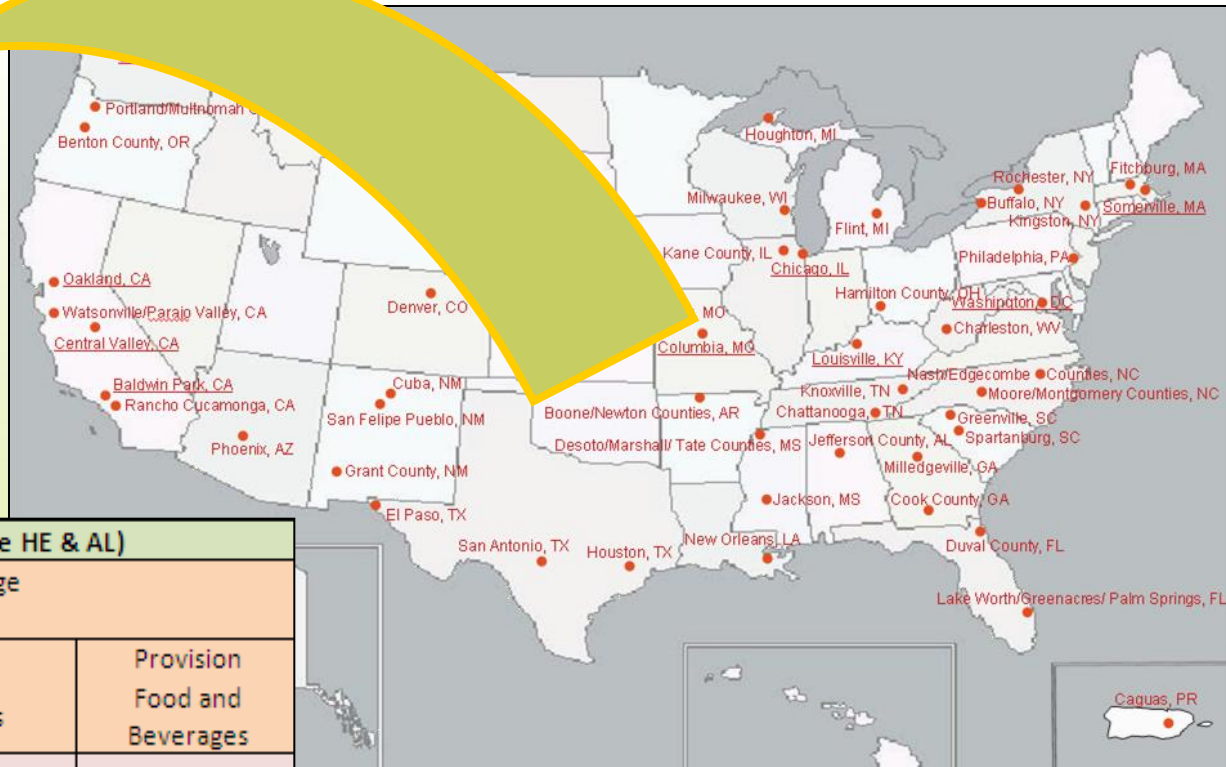 Portland/Multnomah
Benton County, OR
Houghton, MI
Milwaukee, WI
Flint, MI
Rochester, NY
Fitchburg, MA
Buffalo, NY
Somerville, MA
Kingston, NY
Kane County, IL
Chicago, IL
Philadelphia, PA
Oakland, CA
Denver, CO
Hamilton County, OH
Washington, DC
Watsonville/Parajo Valley, CA
MO
Charleston, WV
Central Valley, CA
Columbia, MO
Louisville, KY
Baldwin Park, CA
Cuba, NM
Knoxville, TN
Nash/Edgecombe Counties, NC
Rancho Cucamonga, CA
San Felipe Pueblo, NM
Boone/Newton Counties, AR
Chattanooga, TN
Moore/Montgomery Counties, NC
Greenville, SC
Phoenix, AZ
Desoto/Marshall/ Tate Counties, MS
Jefferson County, AL
Spartanburg, SC
Grant County, NM
Milledgeville, GA
El Paso, TX
Jackson, MS
Cook County, GA
San Antonio, TX
Houston, TX
New Orleans, LA
Duval County, FL
Lake Worth/Greenacres/ Palm Springs, FL
Caguas, PR
HE & AL)
Provision
Food and
Beverages